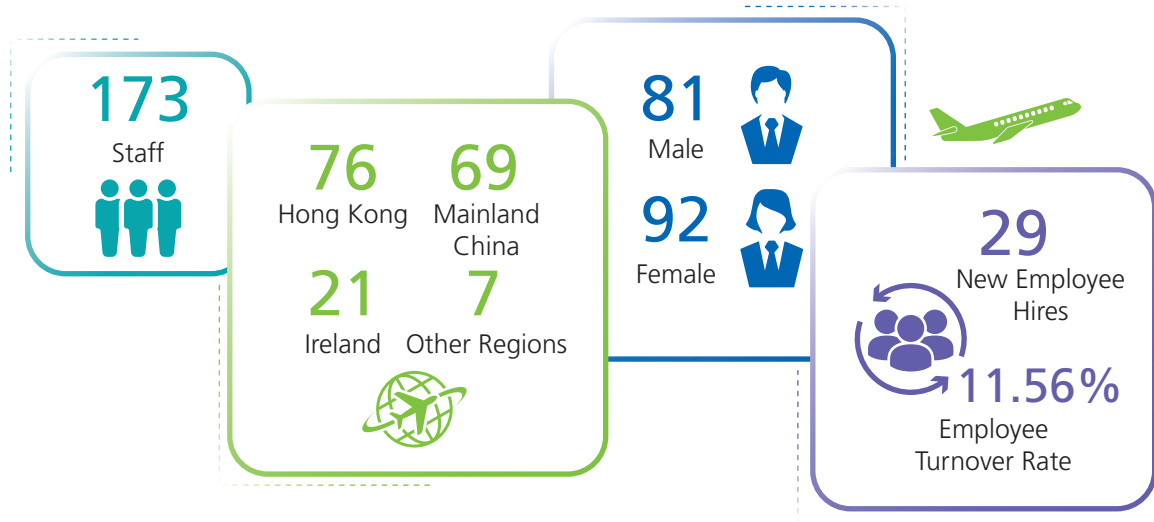 173
Staff
76
Hong Kong
69
Mainland
China
21
Ireland
7
Other Regions
81
Male
92
Female
29
New Employee
Hires
11.56%
Employee
Turnover Rate